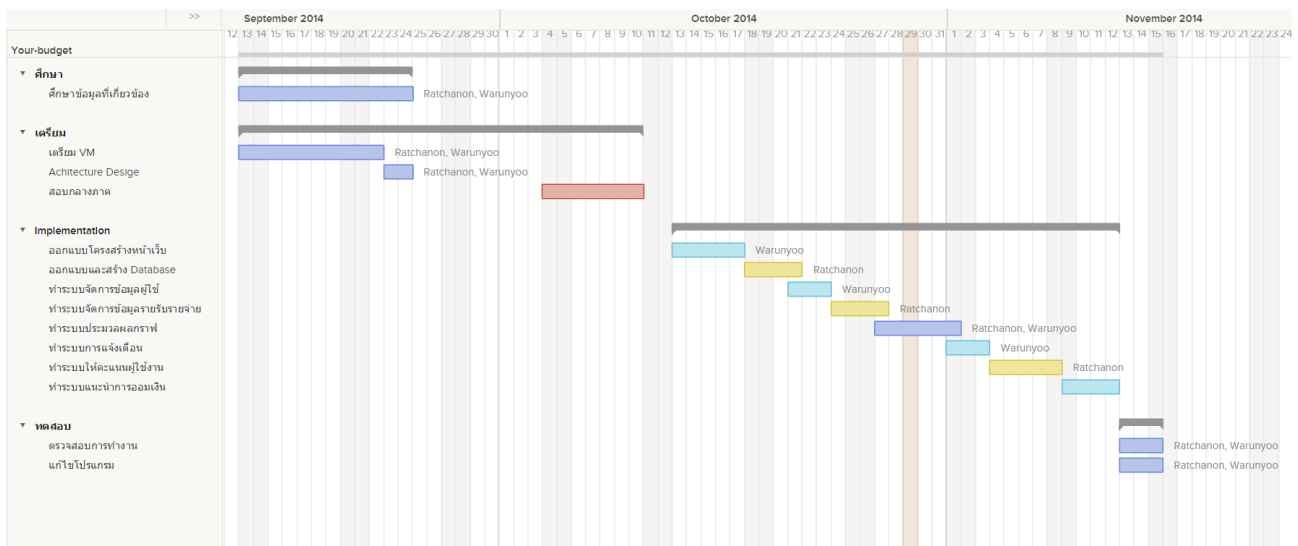 >>
September 2014
October 2014
November 2014
12 13 14 15 16 17 18 19 20 21 22 23 24 25 26 27 28 29 30 1 2 3 4 5 6 7 8 9 10 11 12 13 14 15 16 17 18 19 20 21 22 23 24 25 26 27 28 29 30 31 1 2 3 4 5 6 7 8 9 10 11 12 13 14 15 16 17 18 19 20 21 22 23 24
Your-budget
ศึกษา
ศึกษาข้อมูลที่เกี่ยวข้อง Ratchanon, Warunyoo
เตรียม
เตรียม VM Ratchanon, Warunyoo
Achitecture Desige Ratchanon, Warunyoo
สอบกลางภาค
Implementation
ออกแบบโครงสร้างหน้าเว็บ Warunyoo
ออกแบบและสร้าง Database Ratchanon
ทำระบบจัดการข้อมูลผู้ใช้ Warunyoo
ทำระบบจัดการข้อมูลรายรับรายจ่าย Ratchanon
ทำระบบประมวลผลกราฟ Ratchanon, Warunyoo
ทำระบบการแจ้งเตือน Warunyoo
ทำระบบให้คะแนนผู้ใช้งาน Ratchanon
ทำระบบแนะนำการออมเงิน
ทดสอบ
ตรวจสอบการทำงาน Ratchanon, Warunyoo
แก้ไขโปรแกรม Ratchanon, Warunyoo